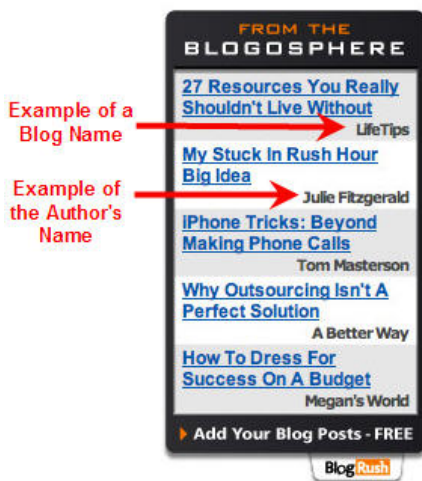 FROM THE
BLOGOSPHERE
27 Resources You Really
Shouldn't Live Without
LifeTips
Example of a
Blog Name
My Stuck In Rush Hour
Big Idea
Julie Fitzgerald
Example of
the Author's
Name
iPhone Tricks: Beyond
Making Phone Calls
Tom Masterson
Why Outsourcing Isn't A
Perfect Solution
A Better Way
How To Dress For
Success On A Budget
Megan's World
Add Your Blog Posts - FREE
BlogRush